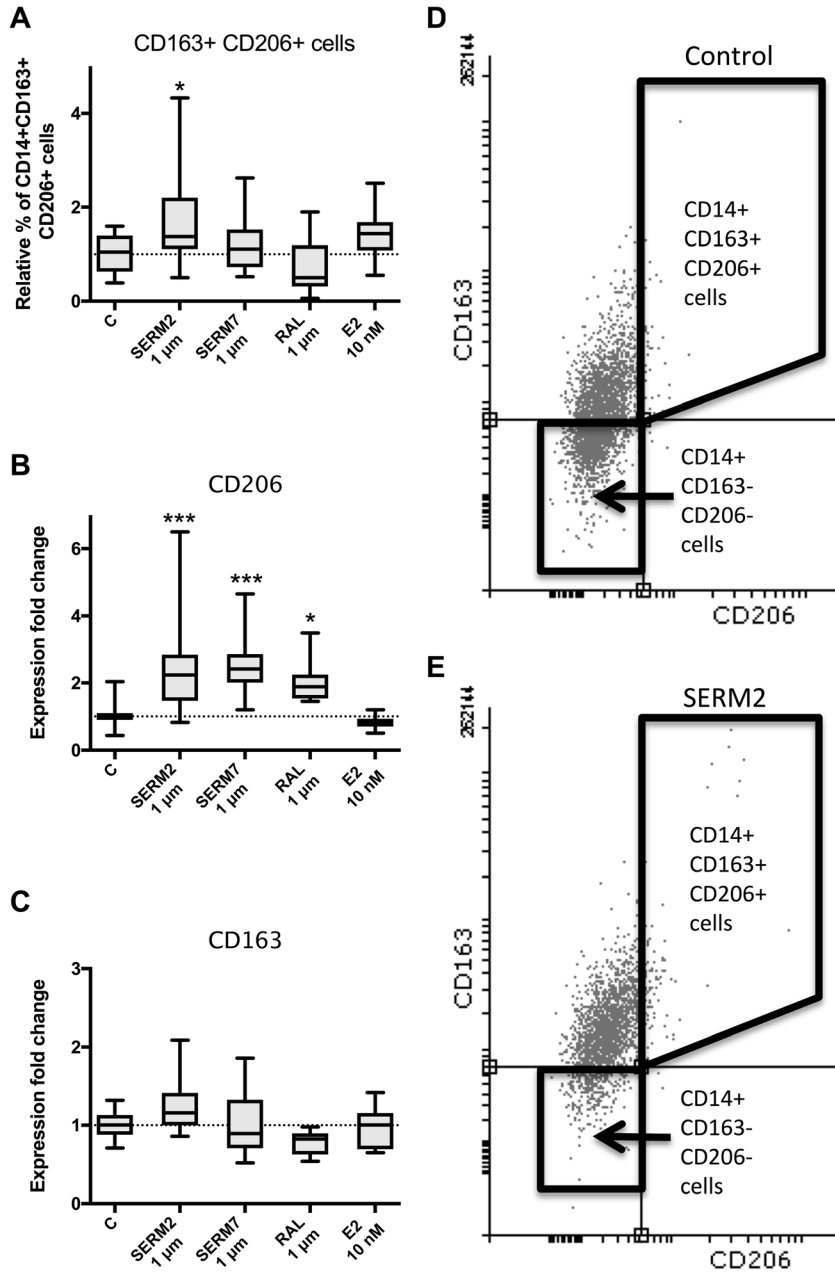 A
CD163+ CD206+ cells
Relative % of CD14+CD163+
CD206+ cells
4
2
0
*
C
SERM2
1 µm
SERM7
1 µm
RAL
1 µm
E2
10 nM
B
CD206
Expression fold change
6
4
2
0
***
***
*
C
SERM2
1 µm
SERM7
1 µm
RAL
1 µm
E2
10 nM
C
CD163
Expression fold change
3
2
1
0
C
SERM2
1 µm
SERM7
1 µm
RAL
1 µm
E2
10 nM
D
Control
CD163
CD14+
CD163+
CD206+
cells
CD14+
CD163-
CD206-
cells
CD206
E
SERM2
CD163
CD14+
CD163+
CD206+
cells
CD14+
CD163-
CD206-
cells
CD206